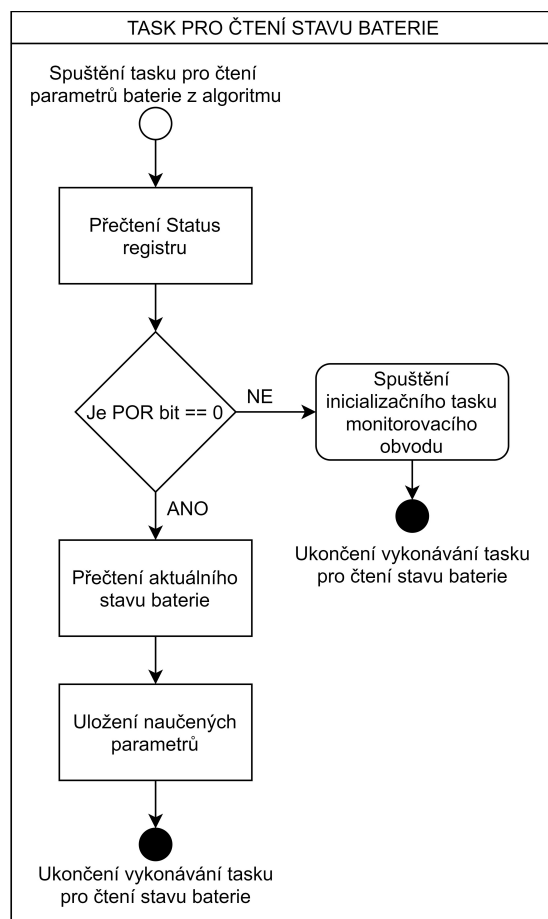 TASK PRO ČTENÍ STAVU BATERIE
Spuštění tasku pro čtení
parametrů baterie z algoritmu
Přečtení Status
registru
Je POR bit == 0
NE
Spuštění
inicializačního tasku
monitorovacího
obvodu
ANO
Ukončení vykonávání tasku
pro čtení stavu baterie
Přečtení aktuálního
stavu baterie
Uložení naučených
parametrů
Ukončení vykonávání tasku
pro čtení stavu baterie